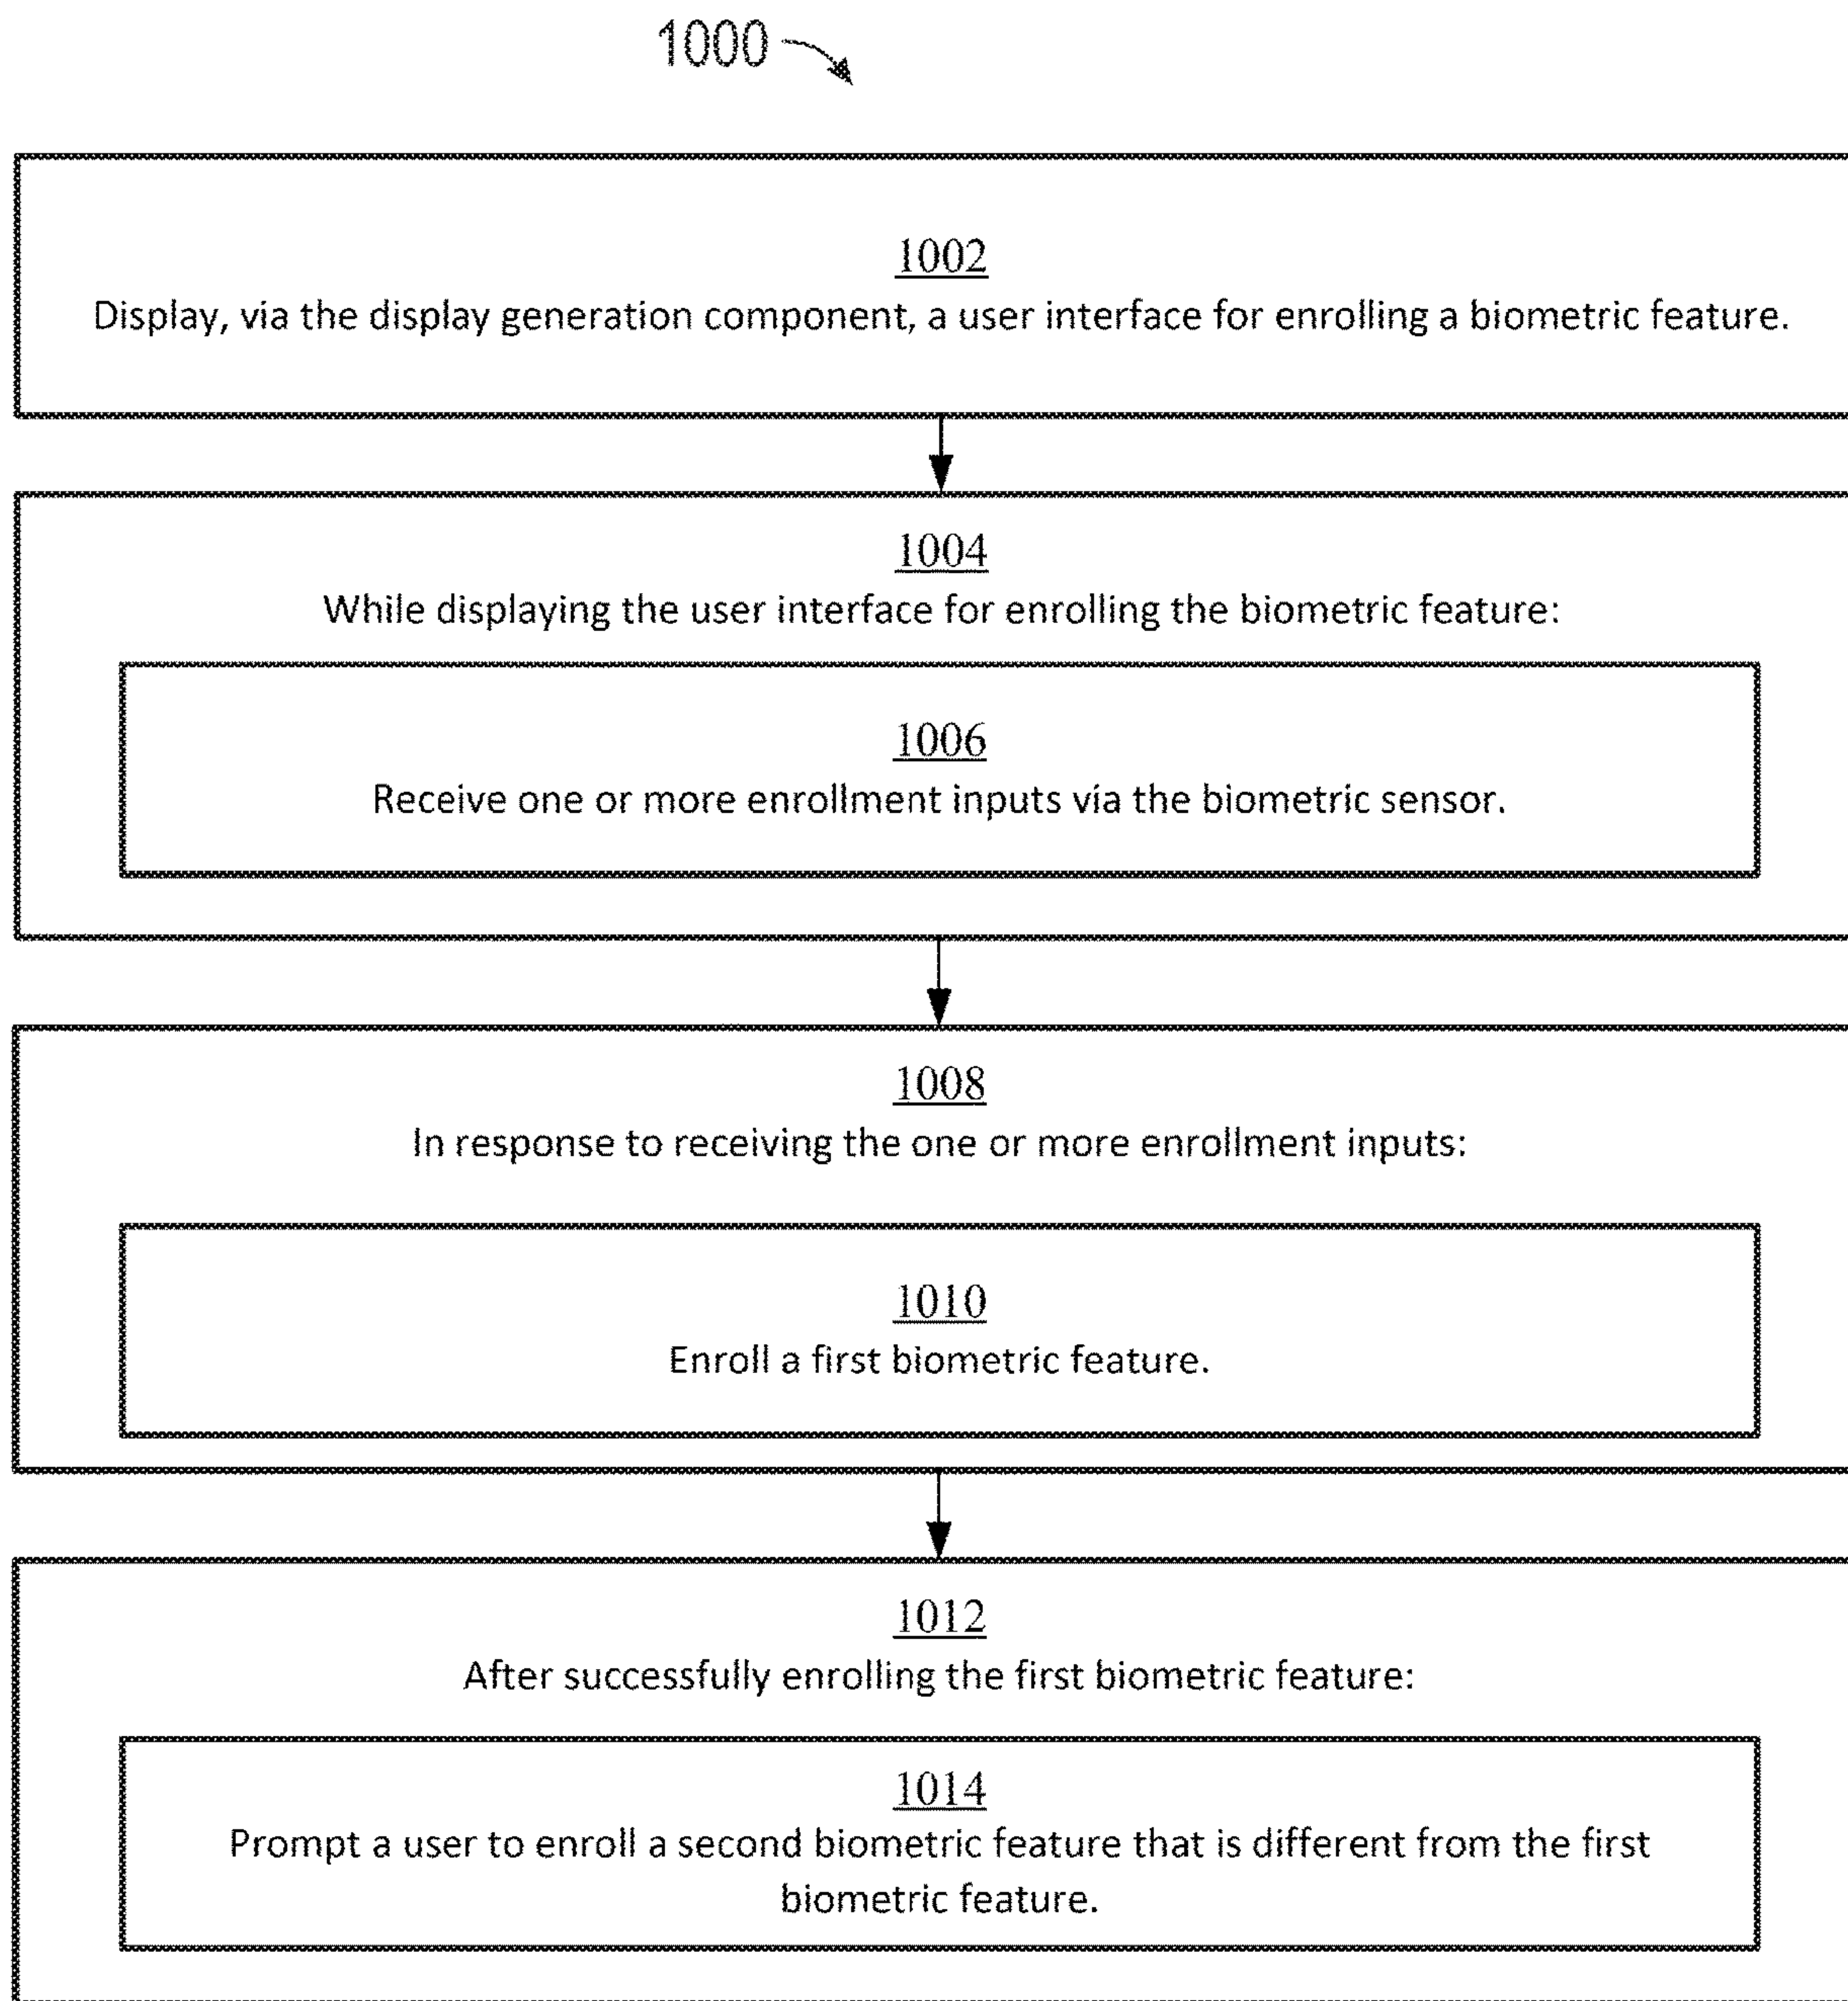 1000
1002
Display, via the display generation component, a user interface for enrolling a biometric feature.
1004
While displaying the user interface for enrolling the biometric feature:
1006
Receive one or more enrollment inputs via the biometric sensor.
1008
In response to receiving the one or more enrollment inputs:
1010
Enroll a first biometric feature.
1012
After successfully enrolling the first biometric feature:
1014
Prompt a user to enroll a second biometric feature that is different from the first
biometric feature.